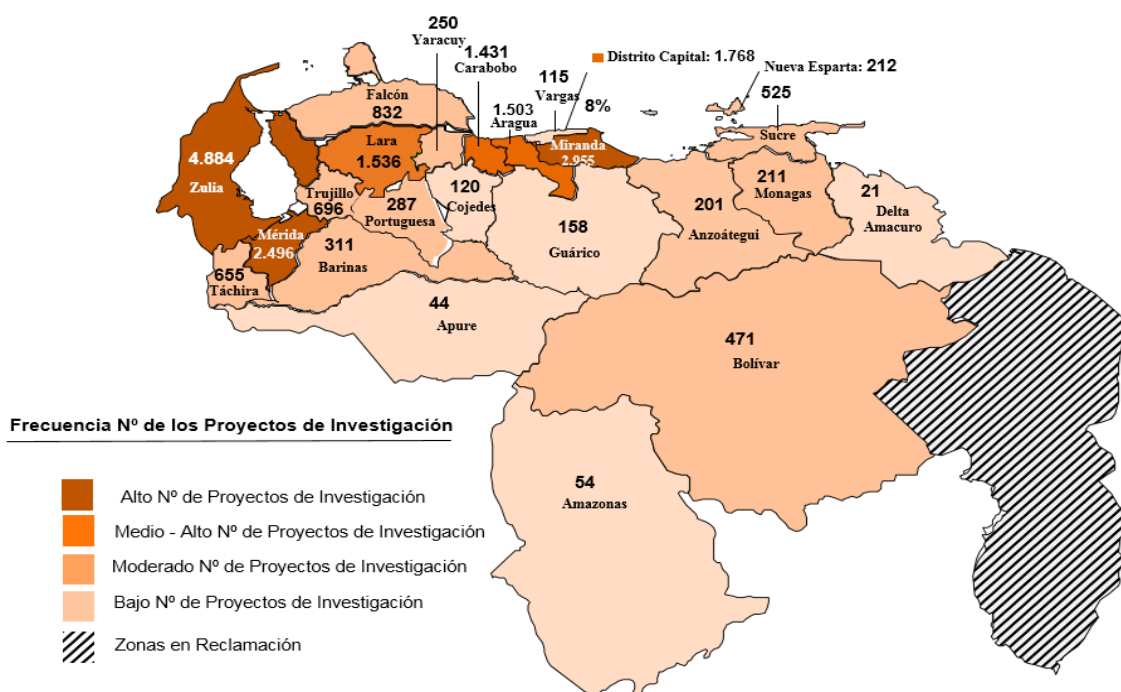 250
Yaracuy
1.431
Carabobo
Distrito Capital: 1.768
Nueva Esparta: 212
115
Vargas
8%
525
Falcón
832
1.503
Aragua
Sucre
Lara
1.536
Miranda
2.955
4.884
Zulia
Trujillo
696
287
Portuguesa
120
Cojedes
211
Monagas
21
Delta
Amacuro
201
Anzoátegui
158
Guárico
Mérida
2.496
311
Barinas
655
Táchira
44
Apure
471
Bolívar
54
Amazonas
Frecuencia Nº de los Proyectos de Investigación
Alto Nº de Proyectos de Investigación
Medio - Alto Nº de Proyectos de Investigación
Moderado Nº de Proyectos de Investigación
Bajo Nº de Proyectos de Investigación
Zonas en Reclamación